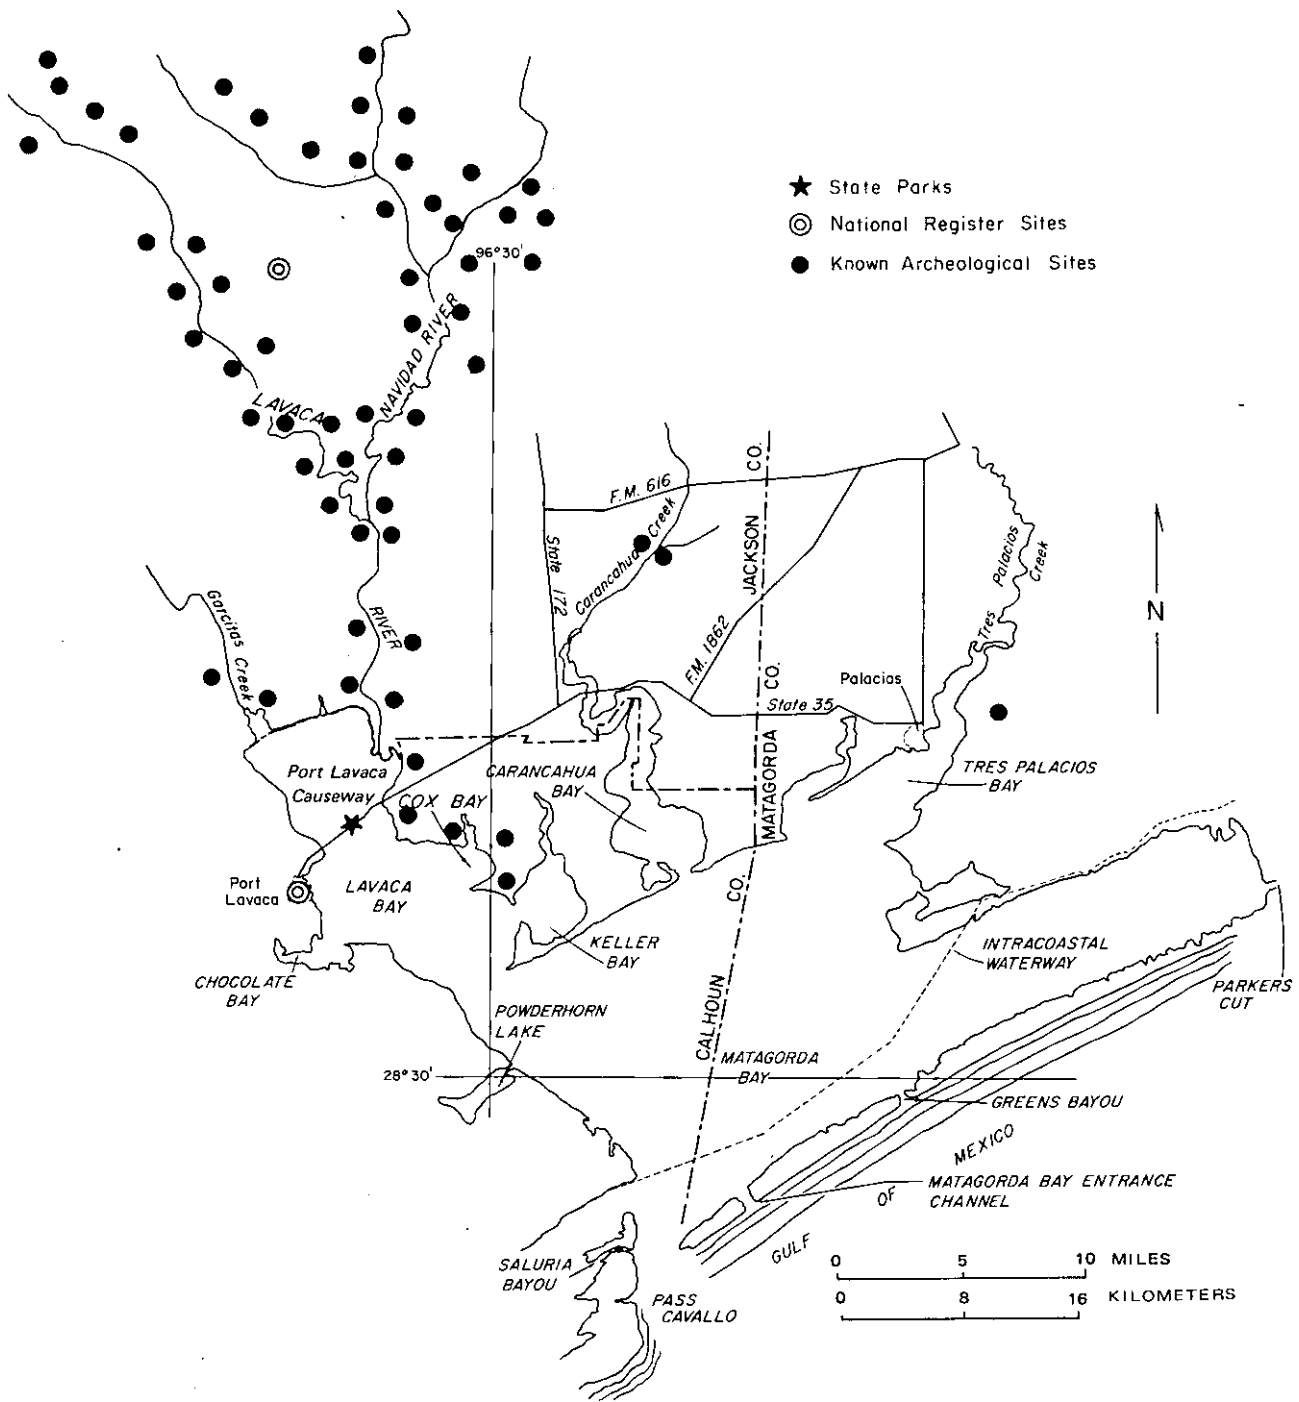 State Parks
National Register Sites
Known Archeological Sites
96°30'
NAVIDAD RIVER
LAVACA
RIVER
F.M. 616
Carancahua Creek
State 172
JACKSON CO.
MATAGORDA CO.
F.M. 1862
State 35
Palacios
Tres Palacios
Creek
N
Garcitas Creek
Port Lavaca
Causeway
COX BAY
CARANCAHUA
BAY
TRES PALACIOS
BAY
Port
Lavaca
LAVACA
BAY
KELLER
BAY
CHOCOLATE
BAY
POWDERHORN
LAKE
CALHOUN CO.
INTRACOASTAL
WATERWAY
PARKERS
CUT
28°30'
MATAGORDA
BAY
GREENS BAYOU
GULF OF MEXICO
MATAGORDA BAY ENTRANCE
CHANNEL
SALURIA
BAYOU
PASS
CAVALLO
0 5 10 MILES
0 8 16 KILOMETERS